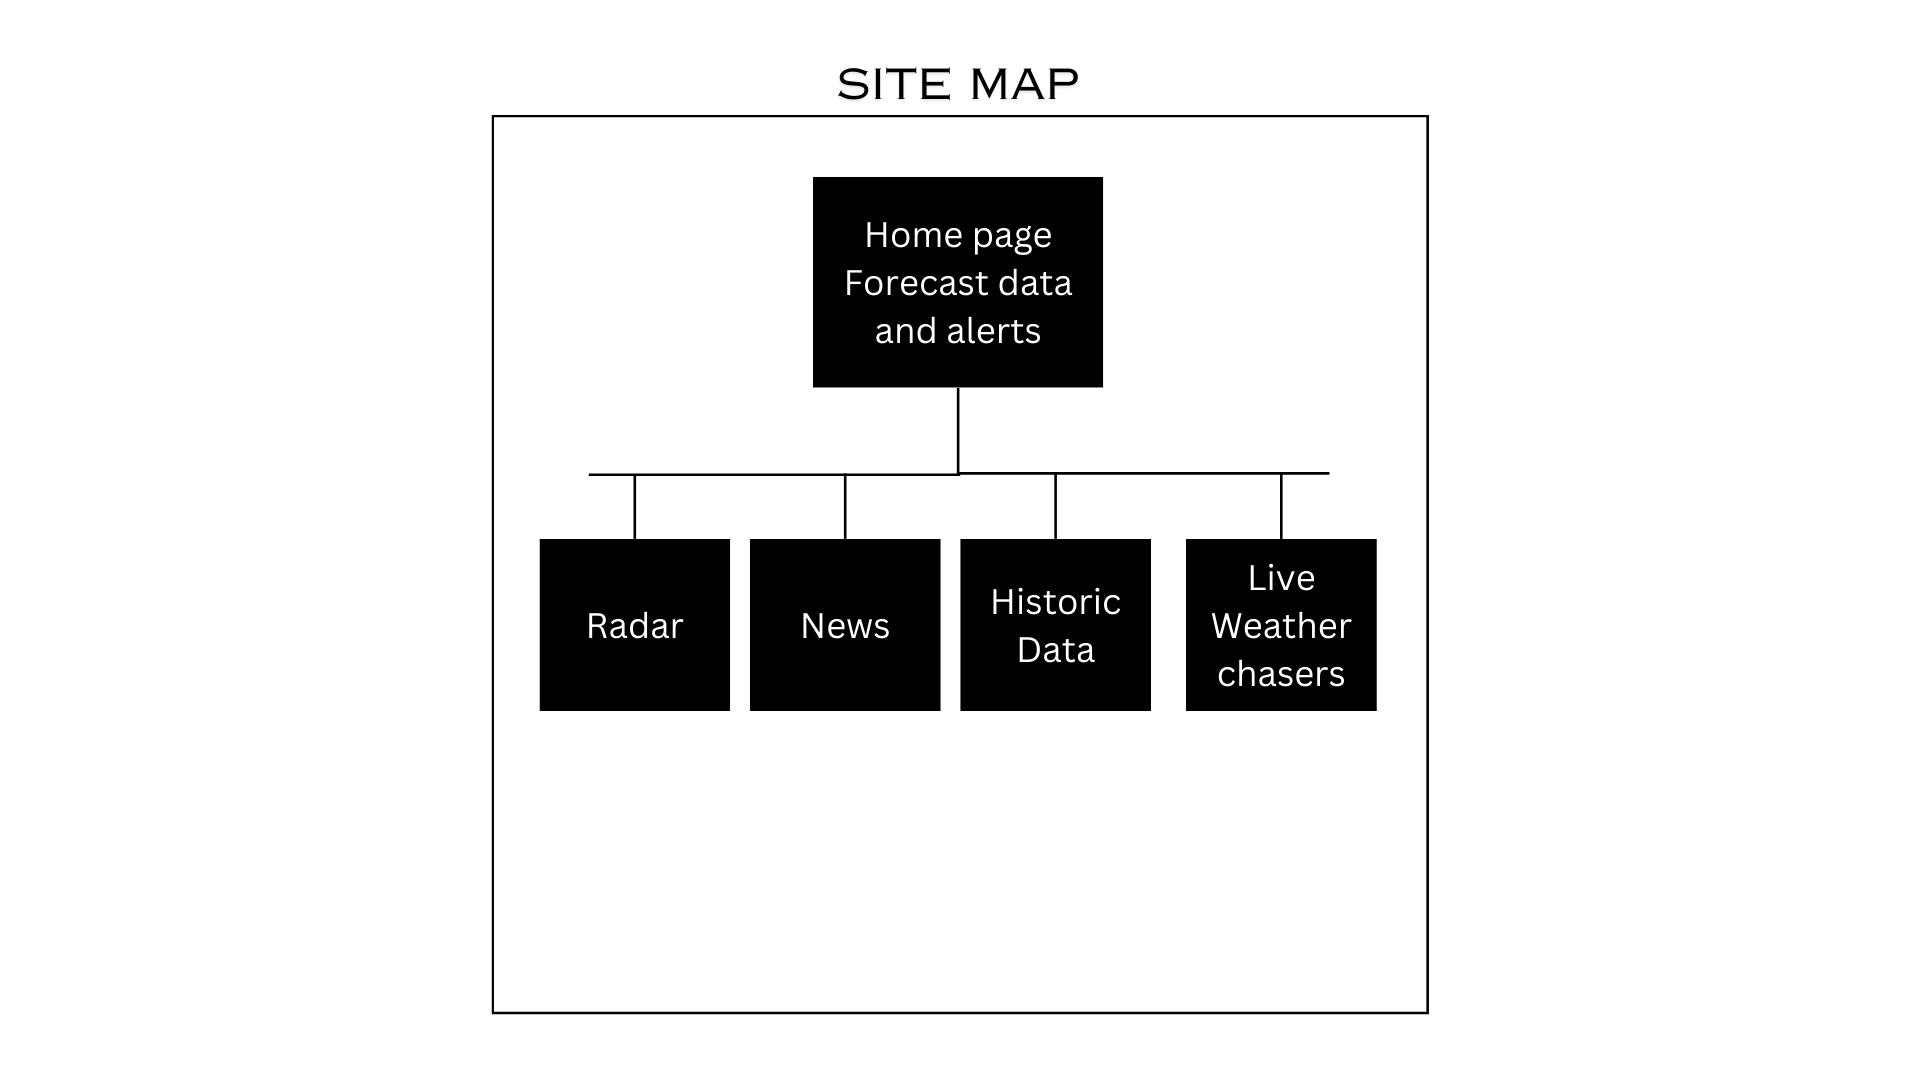 SITE MAP
Home page
Forecast data
and alerts
Radar
News
Historic
Data
Live
Weather
chasers